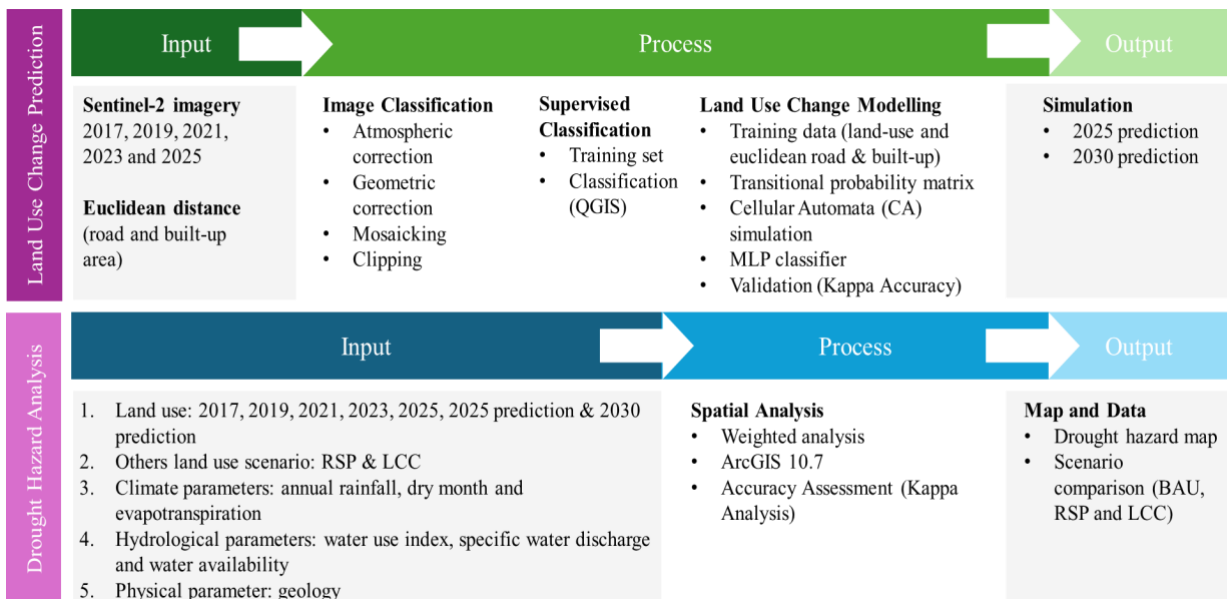 Land Use Change Prediction
Input
Process
Output
Sentinel-2 imagery
2017, 2019, 2021,
2023 and 2025
Euclidean distance
(road and built-up
area)
Image Classification
• Atmospheric
correction
• Geometric
correction
• Mosaicking
• Clipping
Supervised
Classification
• Training set
• Classification
(QGIS)
Land Use Change Modelling
• Training data (land-use and
euclidean road & built-up)
• Transitional probability matrix
• Cellular Automata (CA)
simulation
• MLP classifier
• Validation (Kappa Accuracy)
Simulation
• 2025 prediction
• 2030 prediction
Drought Hazard Analysis
Input
Process
Output
1. Land use: 2017, 2019, 2021, 2023, 2025, 2025 prediction & 2030
prediction
2. Others land use scenario: RSP & LCC
3. Climate parameters: annual rainfall, dry month and
evapotranspiration
4. Hydrological parameters: water use index, specific water discharge
and water availability
5. Physical parameter: geology
Spatial Analysis
• Weighted analysis
• ArcGIS 10.7
• Accuracy Assessment (Kappa
Analysis)
Map and Data
• Drought hazard map
• Scenario
comparison (BAU,
RSP and LCC)